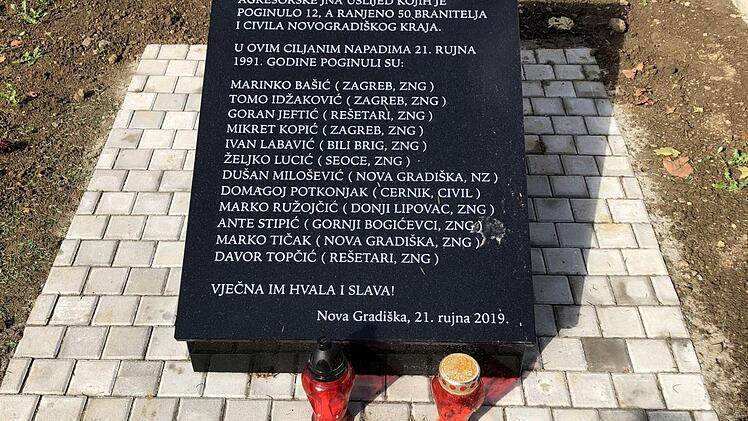 AGRESORSKE JNA USLIJED KOJIH JE
POGINULO 12, A RANJENO 50 BRANITELJA
I CIVILA NOVOGRADIŠKOG KRAJA.
U OVIM CILJANIM NAPADIMA 21. RUJNA
1991. GODINE POGINULI SU:
MARINKO BAŠIĆ ( ZAGREB, ZNG )
TOMO IDŽAKOVIĆ ( ZAGREB, ZNG )
GORAN JEFTIĆ ( REŠETARI, ZNG )
MIKRET KOPIĆ ( ZAGREB, ZNG )
IVAN LABAVIĆ ( BILI BRIG, ZNG )
ŽELJKO LUCIĆ ( SEOCE, ZNG )
DUŠAN MILOŠEVIĆ ( NOVA GRADIŠKA, NZ )
DOMAGOJ POTKONJAK ( CERNIK, CIVIL )
MARKO RUŽOJČIĆ ( DONJI LIPOVAC, ZNG )
ANTE STIPIĆ ( GORNJI BOGIĆEVCI, ZNG )
MARKO TIČAK ( NOVA GRADIŠKA, ZNG )
DAVOR TOPČIĆ ( REŠETARI, ZNG )
VJEČNA IM HVALA I SLAVA!
Nova Gradiška, 21. rujna 2019.